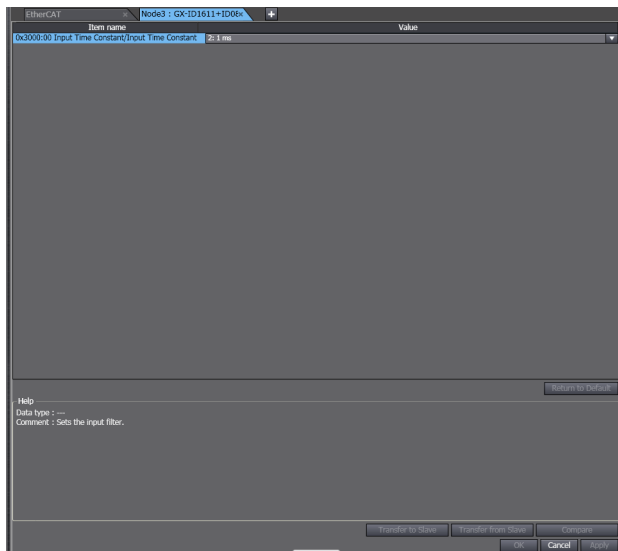 EtherCAT
Node3 : GX-ID1611+ID08
Item name Value
0x3000:00 Input Time Constant/Input Time Constant 2: 1 ms
Return to Default
Help
Data type : ---
Comment : Sets the input filter.
Transfer to Slave Transfer from Slave Compare
OK Cancel Apply